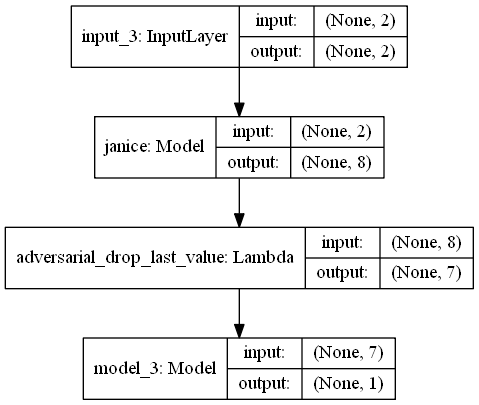 input_3: InputLayer
input: (None, 2)
output: (None, 2)
janice: Model
input: (None, 2)
output: (None, 8)
adversarial_drop_last_value: Lambda
input: (None, 8)
output: (None, 7)
model_3: Model
input: (None, 7)
output: (None, 1)